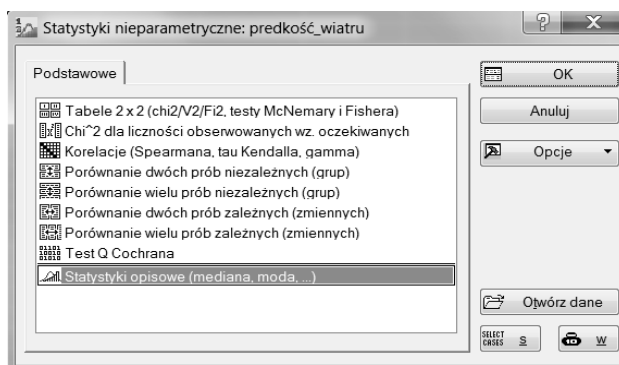 Statystyki nieparametryczne: predkość_wiatru
Podstawowe
Tabele 2 x 2 (chi2/V2/Fi2, testy McNemary i Fishera)
Chi^2 dla liczności obserwowanych wz. oczekiwanych
Korelacje (Spearmana, tau Kendalla, gamma)
Porównanie dwóch prób niezależnych (grup)
Porównanie wielu prób niezależnych (grup)
Porównanie dwóch prób zależnych (zmiennych)
Porównanie wielu prób zależnych (zmiennych)
Test Q Cochrana
Statystyki opisowe (mediana, moda, ...)
OK
Anuluj
Opcje
Otwórz dane
SELECT CASES S
W